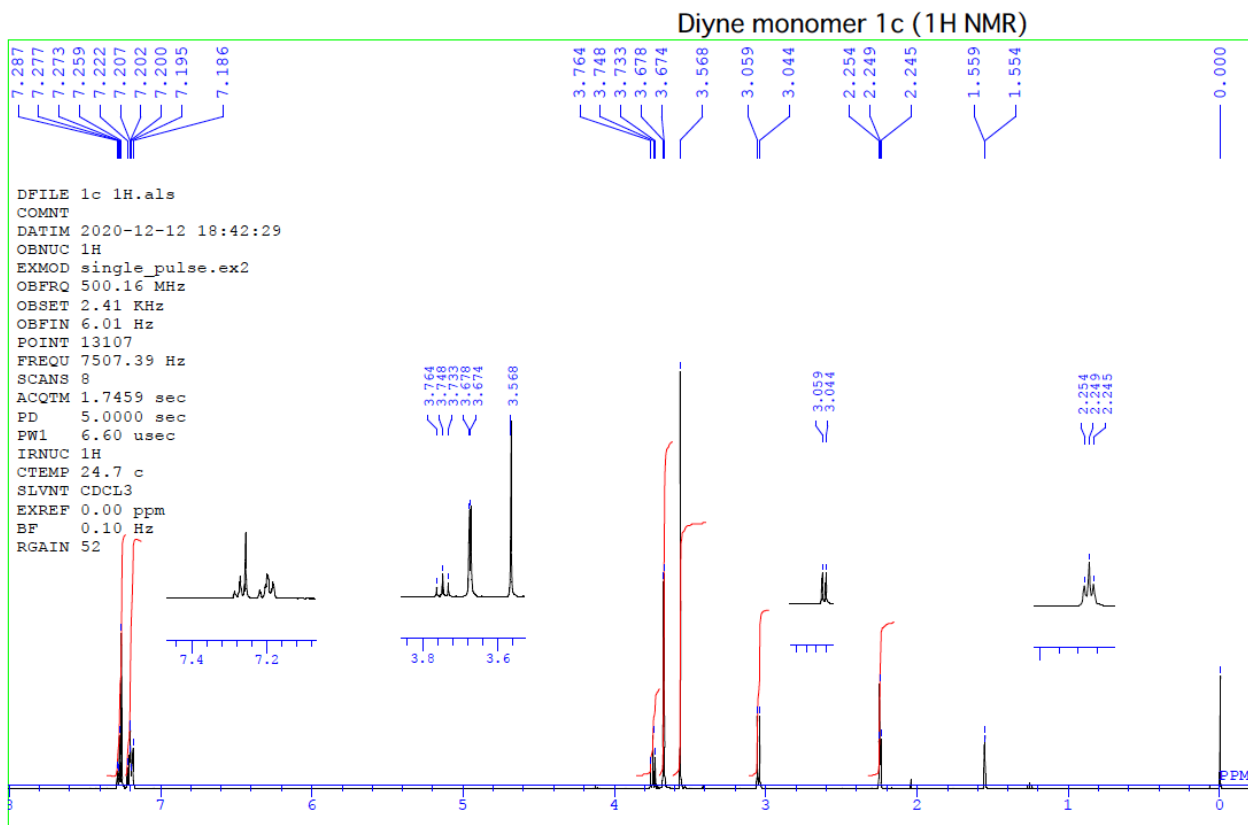 Diyne monomer 1c (1H NMR)
7.287
7.277
7.273
7.259
7.222
7.207
7.202
7.200
7.195
7.186
3.764
3.748
3.733
3.678
3.674
3.568
3.059
3.044
2.254
2.249
2.245
1.559
1.554
0.000
DFILE 1c 1H.als
COMNT
DATIM 2020-12-12 18:42:29
OBNUC 1H
EXMOD single_pulse.ex2
OBFRQ 500.16 MHz
OBSET 2.41 KHz
OBFIN 6.01 Hz
POINT 13107
FREQU 7507.39 Hz
SCANS 8
ACQTM 1.7459 sec
PD 5.0000 sec
PW1 6.60 usec
IRNUC 1H
CTEMP 24.7 c
SLVNT CDCL3
EXREF 0.00 ppm
BF 0.10 Hz
RGAIN 52
3.764
3.748
3.733
3.678
3.674
3.568
3.059
3.044
2.254
2.249
2.245
7.4 7.2
3.8 3.6
PPM
8 7 6 5 4 3 2 1 0